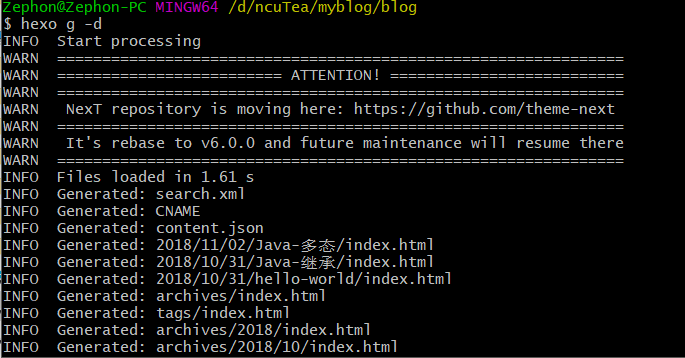 Zephon@Zephon-PC MINGW64 /d/ncuTea/myblog/blog
$ hexo g -d
INFO  Start processing
WARN  ===============================================================
WARN  ========================= ATTENTION! ==========================
WARN  ===============================================================
WARN   NexT repository is moving here: https://github.com/theme-next
WARN  ===============================================================
WARN   It's rebase to v6.0.0 and future maintenance will resume there
WARN  ===============================================================
INFO  Files loaded in 1.61 s
INFO  Generated: search.xml
INFO  Generated: CNAME
INFO  Generated: content.json
INFO  Generated: 2018/11/02/Java-多态/index.html
INFO  Generated: 2018/10/31/Java-继承/index.html
INFO  Generated: 2018/10/31/hello-world/index.html
INFO  Generated: archives/index.html
INFO  Generated: tags/index.html
INFO  Generated: archives/2018/index.html
INFO  Generated: archives/2018/10/index.html